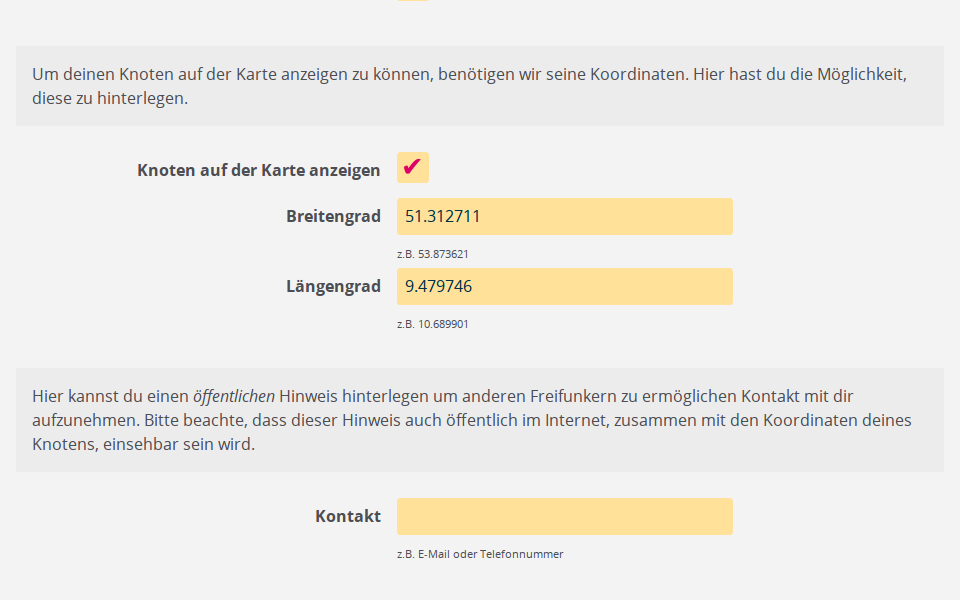 Um deinen Knoten auf der Karte anzeigen zu können, benötigen wir seine Koordinaten. Hier hast du die Möglichkeit,
diese zu hinterlegen.
Knoten auf der Karte anzeigen ✔
Breitengrad 51.312711
z.B. 53.873621
Längengrad 9.479746
z.B. 10.689901
Hier kannst du einen öffentlichen Hinweis hinterlegen um anderen Freifunkern zu ermöglichen Kontakt mit dir
aufzunehmen. Bitte beachte, dass dieser Hinweis auch öffentlich im Internet, zusammen mit den Koordinaten deines
Knotens, einsehbar sein wird.
Kontakt
z.B. E-Mail oder Telefonnummer